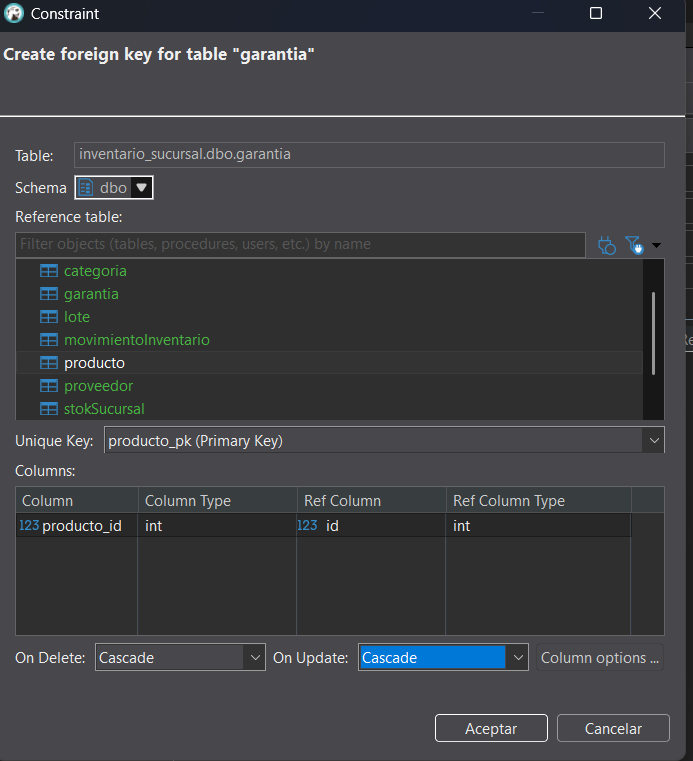 Constraint
Create foreign key for table "garantia"
Table: inventario_sucursal.dbo.garantia
Schema dbo
Reference table:
Filter objects (tables, procedures, users, etc.) by name
categoria
garantia
lote
movimientoInventario
producto
proveedor
stokSucursal
Unique Key: producto_pk (Primary Key)
Columns:
Column Column Type Ref Column Ref Column Type
123 producto_id int 123 id int
On Delete: Cascade On Update: Cascade Column options ...
Aceptar Cancelar